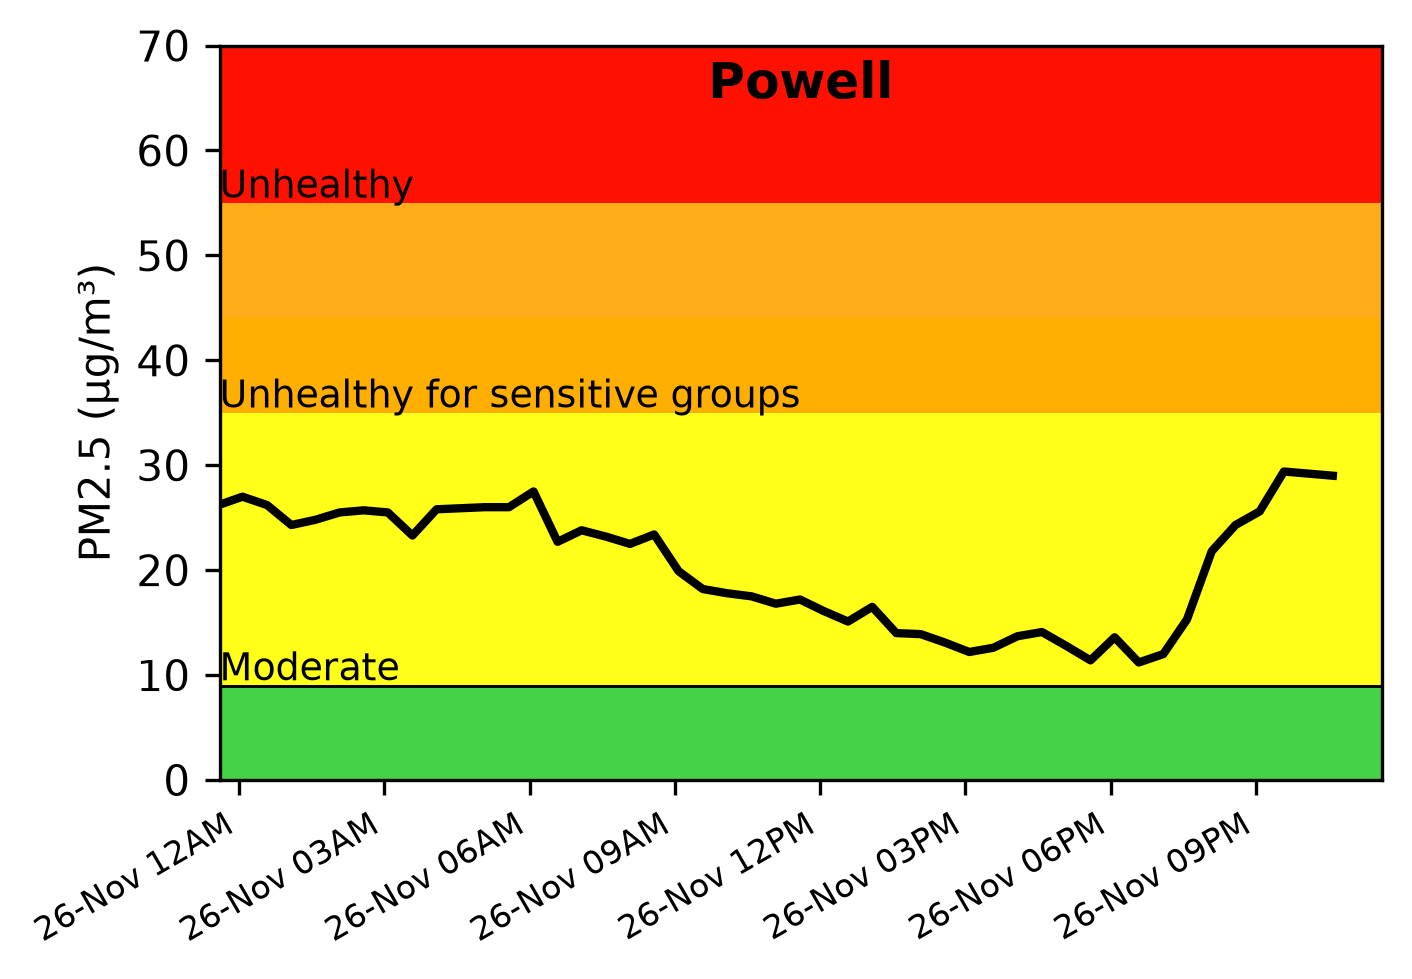 Powell
70
60
50
40
30
20
10
0
PM2.5 (µg/m³)
Unhealthy
Unhealthy for sensitive groups
Moderate
26-Nov 12AM
26-Nov 03AM
26-Nov 06AM
26-Nov 09AM
26-Nov 12PM
26-Nov 03PM
26-Nov 06PM
26-Nov 09PM